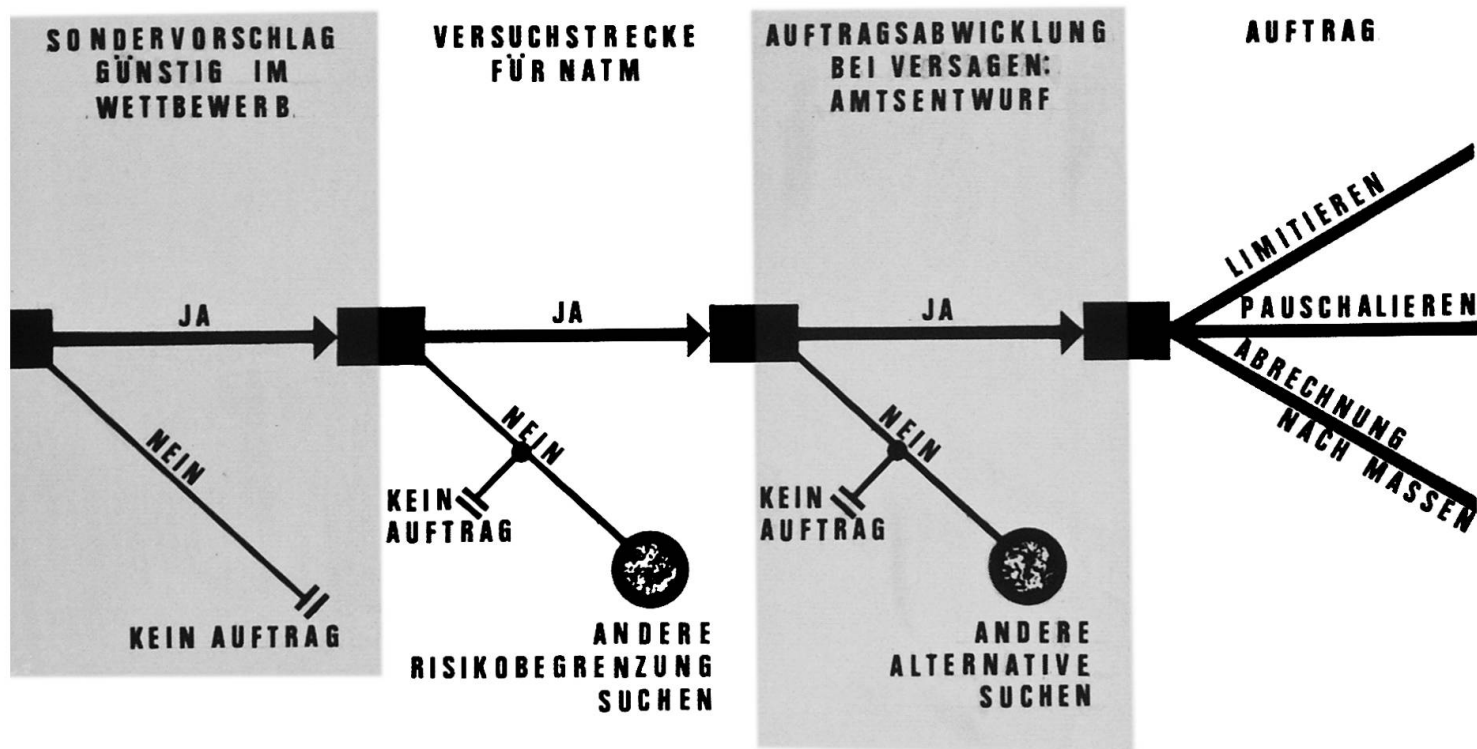 SONDERVORSCHLAG
GÜNSTIG IM
WETTBEWERB
JA
NEIN
KEIN AUFTRAG
VERSUCHSTRECKE
FÜR NATM
JA
NEIN
KEIN
AUFTRAG
ANDERE
RISIKOBEGRENZUNG
SUCHEN
AUFTRAGSABWICKLUNG
BEI VERSAGEN:
AMTSENTWURF
JA
NEIN
KEIN
AUFTRAG
ANDERE
ALTERNATIVE
SUCHEN
AUFTRAG
LIMITIEREN
PAUSCHALIEREN
ABRECHNUNG
NACH MASSEN